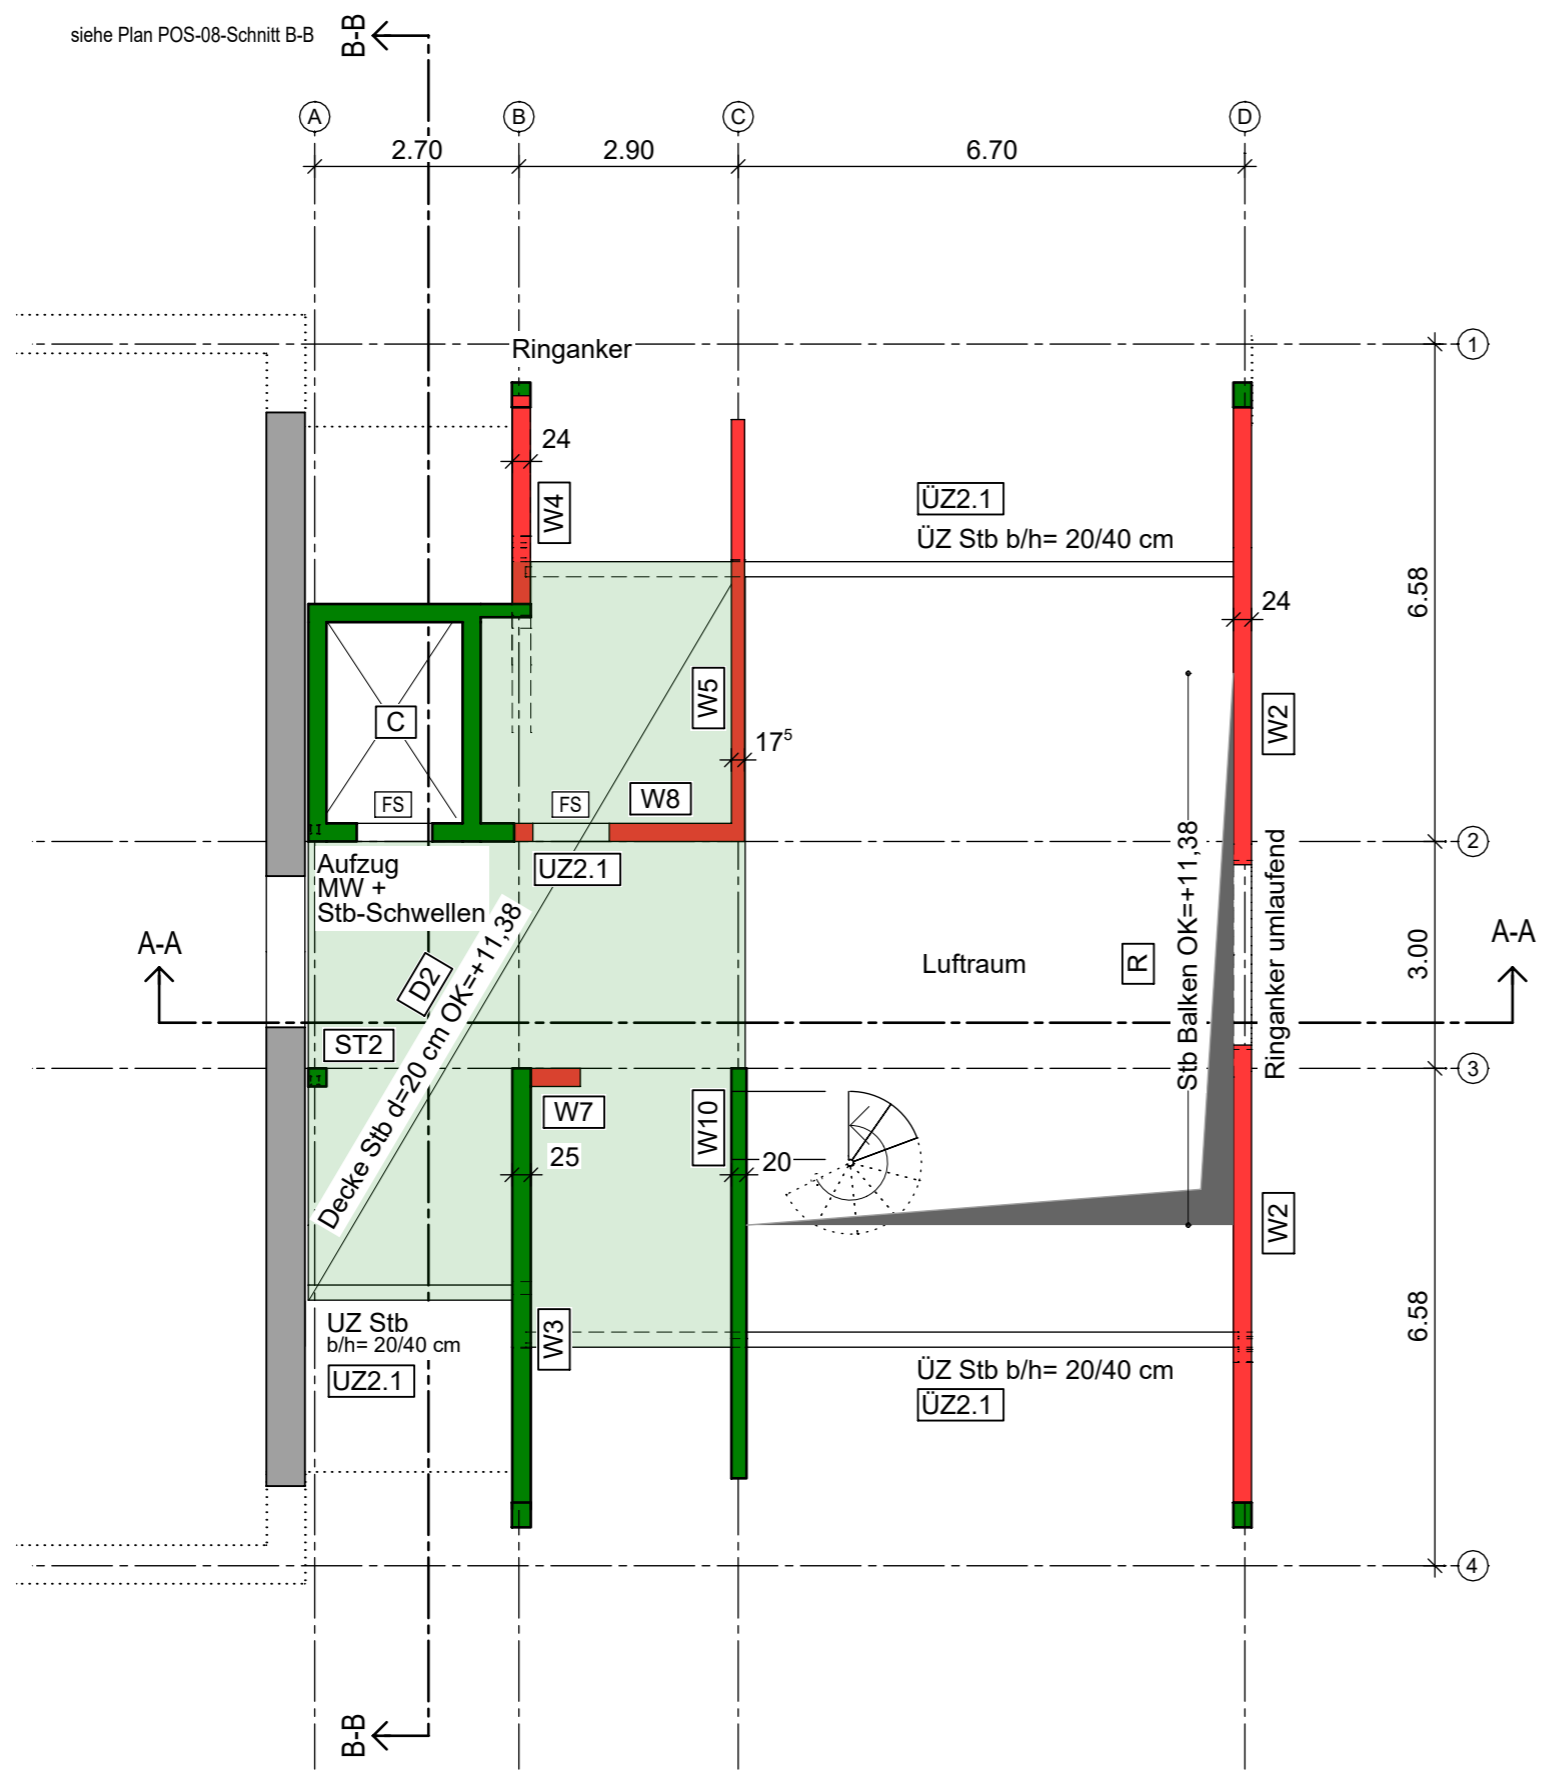 siehe Plan POS-08-Schnitt B-B
B-B
A
B
C
D
2.70
2.90
6.70
Ringanker
1
24
W4
ÜZ2.1
ÜZ Stb b/h= 20/40 cm
6.58
24
W5
C
W2
17⁵
FS
FS
W8
2
Aufzug
MW +
Stb-Schwellen
UZ2.1
Stb Balken OK=+11,38
Ringanker umlaufend
A-A
D2
Decke Stb d=20 cm OK=+11,38
Luftraum
R
3.00
A-A
ST2
3
W7
W10
25
20
W2
UZ Stb
b/h= 20/40 cm
UZ2.1
W3
ÜZ Stb b/h= 20/40 cm
ÜZ2.1
6.58
4
B-B